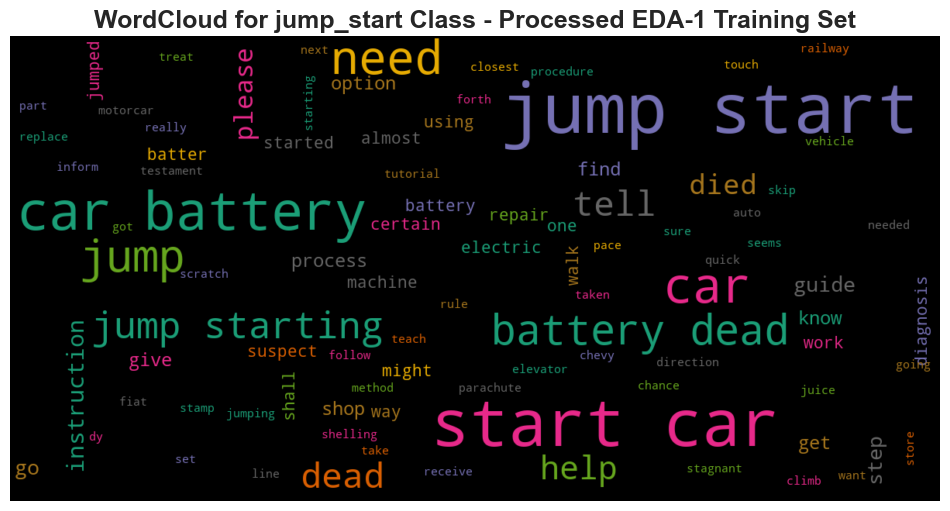 WordCloud for jump_start Class - Processed EDA-1 Training Set
jumped
treat
please
next
need
closest
procedure
touch
railway
option
starting
forth
jump start
part
motorcar
replace
really
started
almost
using
vehicle
batter
inform
testament
tutorial
find
died
skip
car battery
got
certain
battery
repair
one
tell
auto
sure
needed
seems
electric
jump
scratch
process
machine
walk
pace
taken
quick
car
guide
diagnosis
rule
jump starting
battery dead
know
work
instruction
give
suspect
teach
follow
might
elevator
chevy
direction
going
method
parachute
chance
juice
fiat
stamp
jumping
shall
shop
way
start car
dy
shelling
take
get
step
store
go
set
line
dead
receive
help
stagnant
climb
want